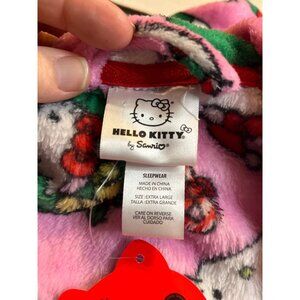 HELLO KITTY
by Sanrio
SLEEPWEAR
MADE IN CHINA
HECHO EN CHINA
SIZE : EXTRA LARGE
TALLA : EXTRA GRANDE
CARE ON REVERSE
VER AL DORSO PARA
CUIDADO